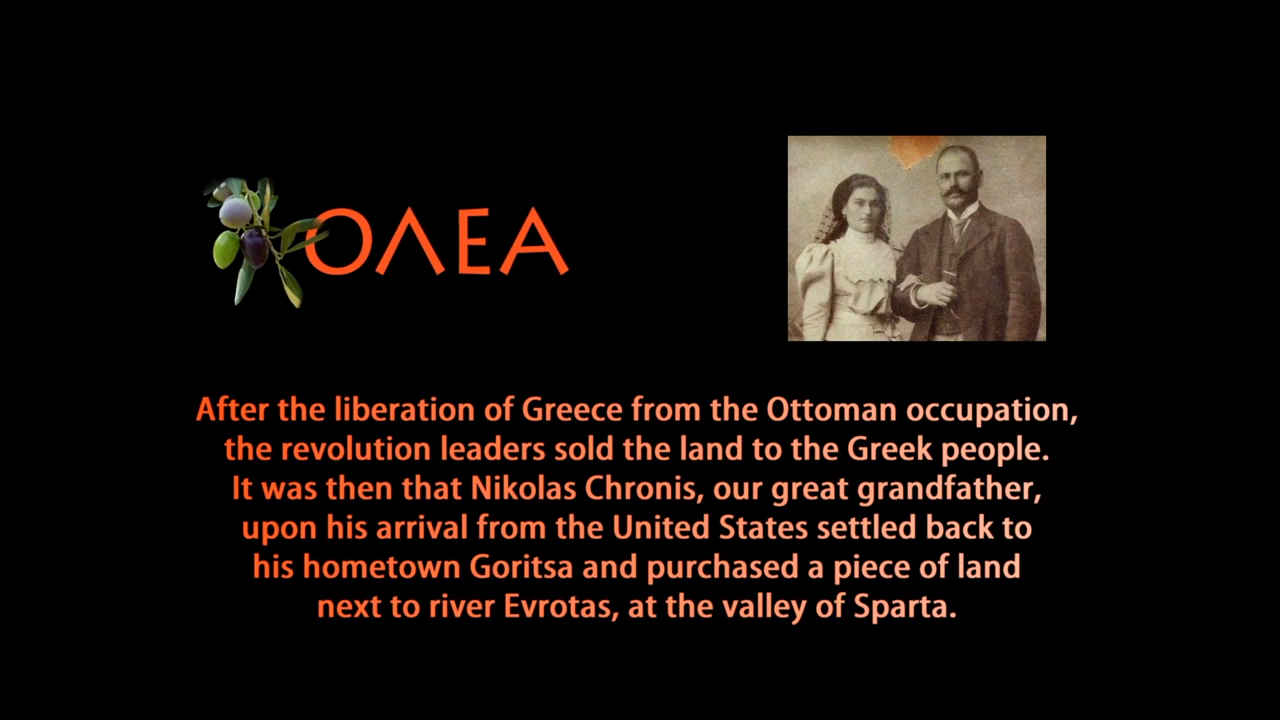 ΟΛΕΑ
After the liberation of Greece from the Ottoman occupation,
the revolution leaders sold the land to the Greek people.
It was then that Nikolas Chronis, our great grandfather,
upon his arrival from the United States settled back to
his hometown Goritsa and purchased a piece of land
next to river Evrotas, at the valley of Sparta.